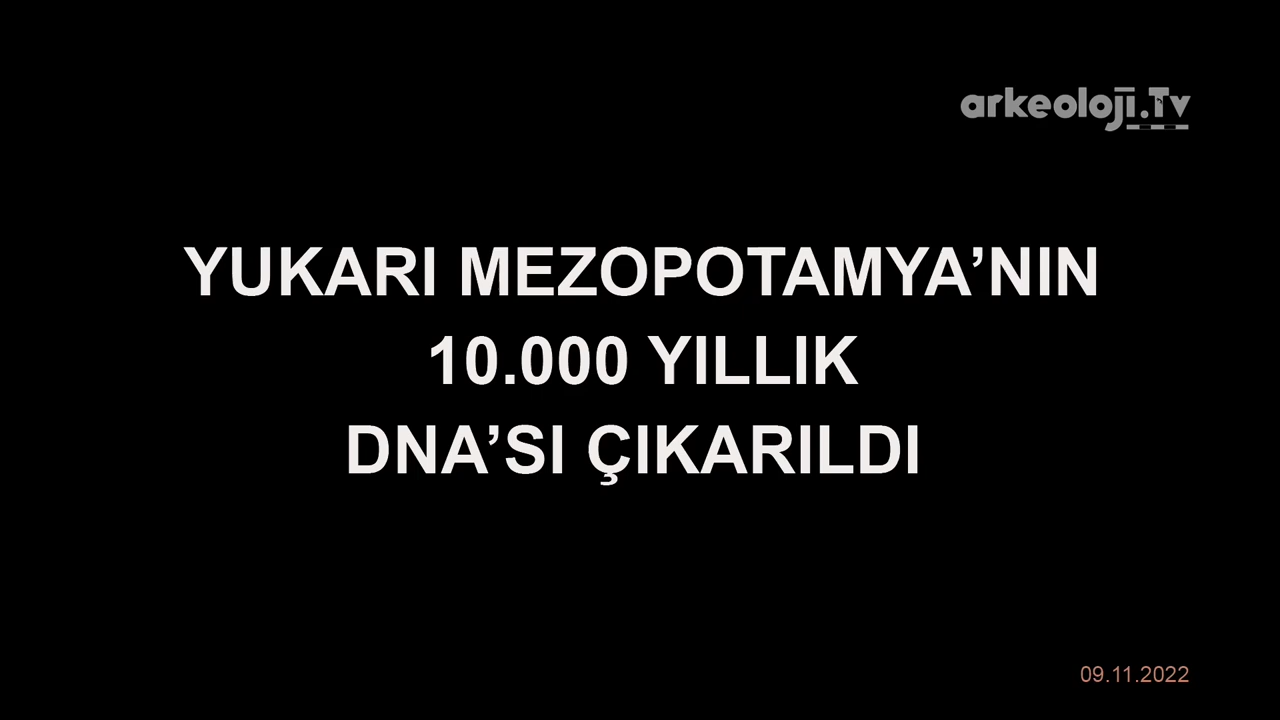 arkeoloji.Tv
YUKARI MEZOPOTAMYA’NIN
10.000 YILLIK
DNA’SI ÇIKARILDI
09.11.2022